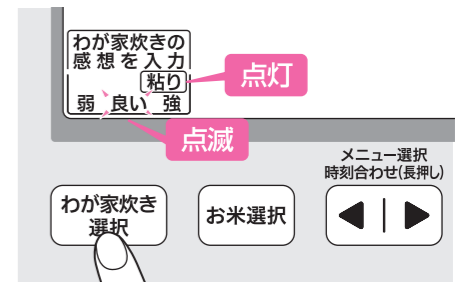 わが家炊きの
感想を入力
粘り
点灯
弱 良い 強
点滅
メニュー選択
時刻合わせ(長押し)
わが家炊き
選択
お米選択